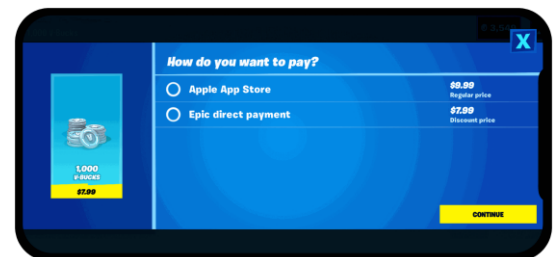 X
How do you want to pay?
Apple App Store
$9.99
Regular price
Epic direct payment
$7.99
Discount price
1,000
V-BUCKS
$7.99
CONTINUE